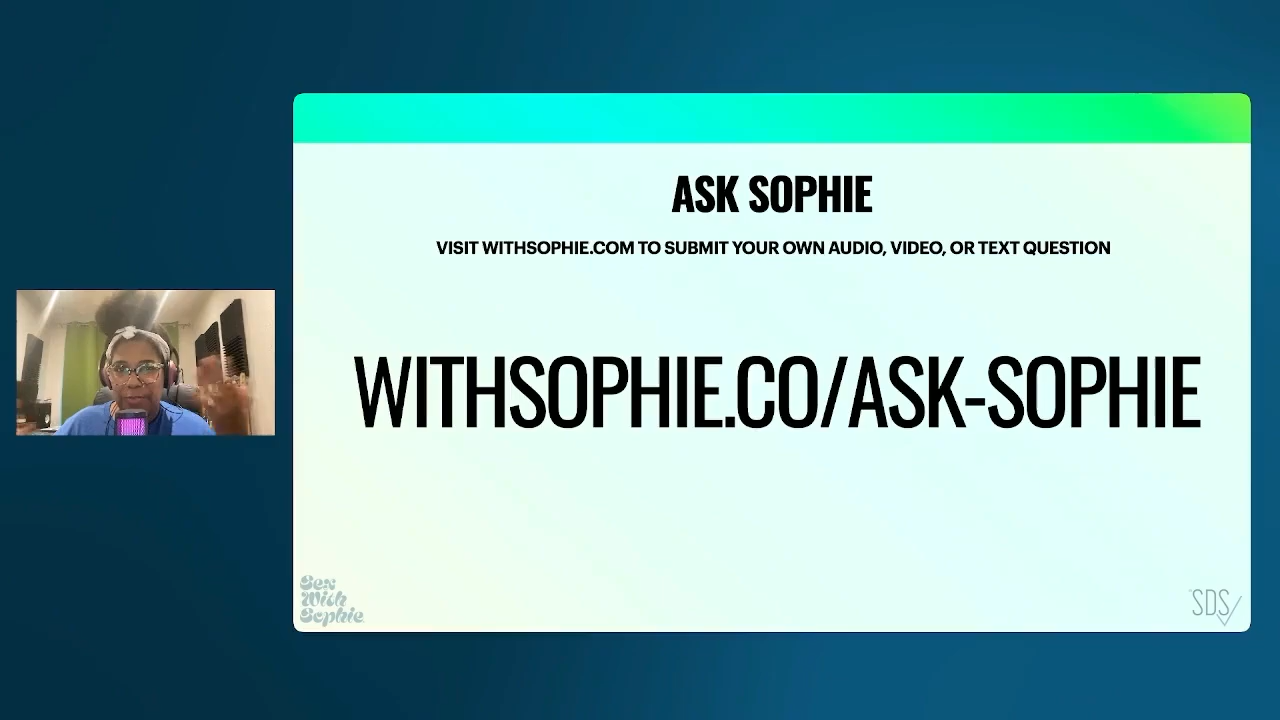 ASK SOPHIE
VISIT WITHSOPHIE.COM TO SUBMIT YOUR OWN AUDIO, VIDEO, OR TEXT QUESTION
WITHSOPHIE.CO/ASK-SOPHIE
Sex
With
Sophie
SDS